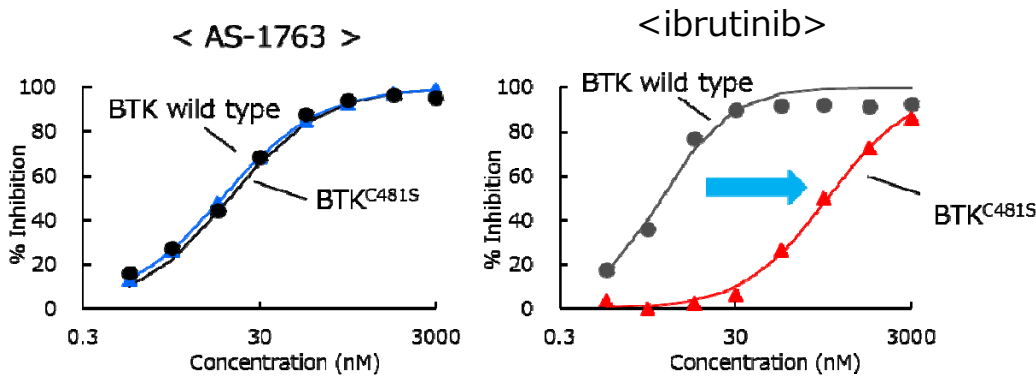 < AS-1763 >
100
80
60
40
20
0
% Inhibition
BTK wild type
BTKC481S
0.3
30
3000
Concentration (nM)
<ibrutinib>
100
80
60
40
20
0
% Inhibition
BTK wild type
BTKC481S
0.3
30
3000
Concentration (nM)